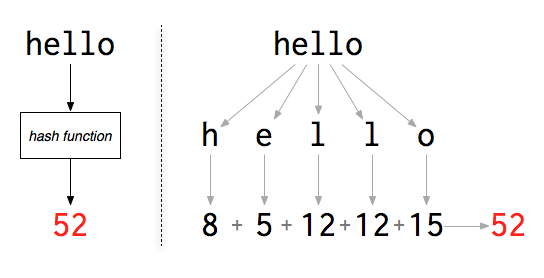 hello
hash function
52
hello
h e l l o
8 + 5 + 12 + 12 + 15 52